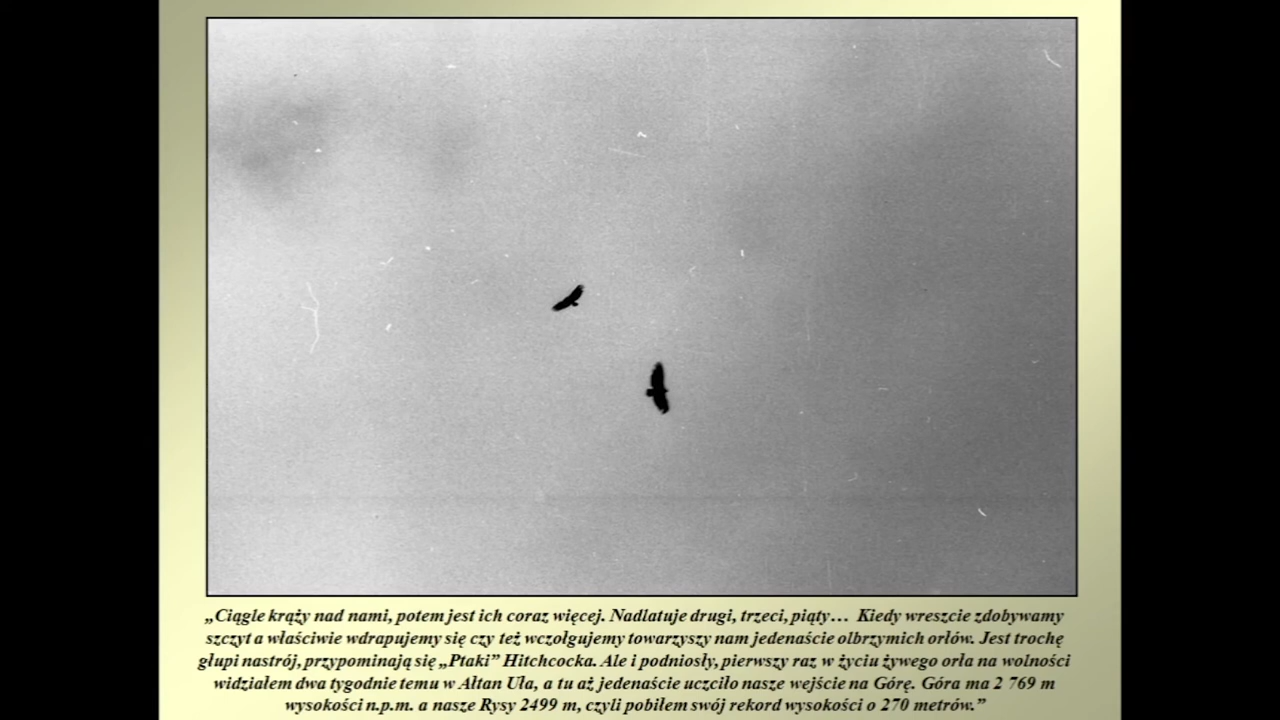 „Ciągle krąży nad nami, potem jest ich coraz więcej. Nadlatuje drugi, trzeci, piąty… Kiedy wreszcie zdobywamy
szczyt a właściwie wdrapujemy się czy też wczołgujemy towarzyszy nam jedenaście olbrzymich orłów. Jest trochę
głupi nastrój, przypominają się „Ptaki” Hitchcocka. Ale i podniosły, pierwszy raz w życiu żywego orła na wolności
widziałem dwa tygodnie temu w Ałtan Uła, a tu aż jedenaście uczciło nasze wejście na Górę. Góra ma 2 769 m
wysokości n.p.m. a nasze Rysy 2499 m, czyli pobiłem swój rekord wysokości o 270 metrów.”